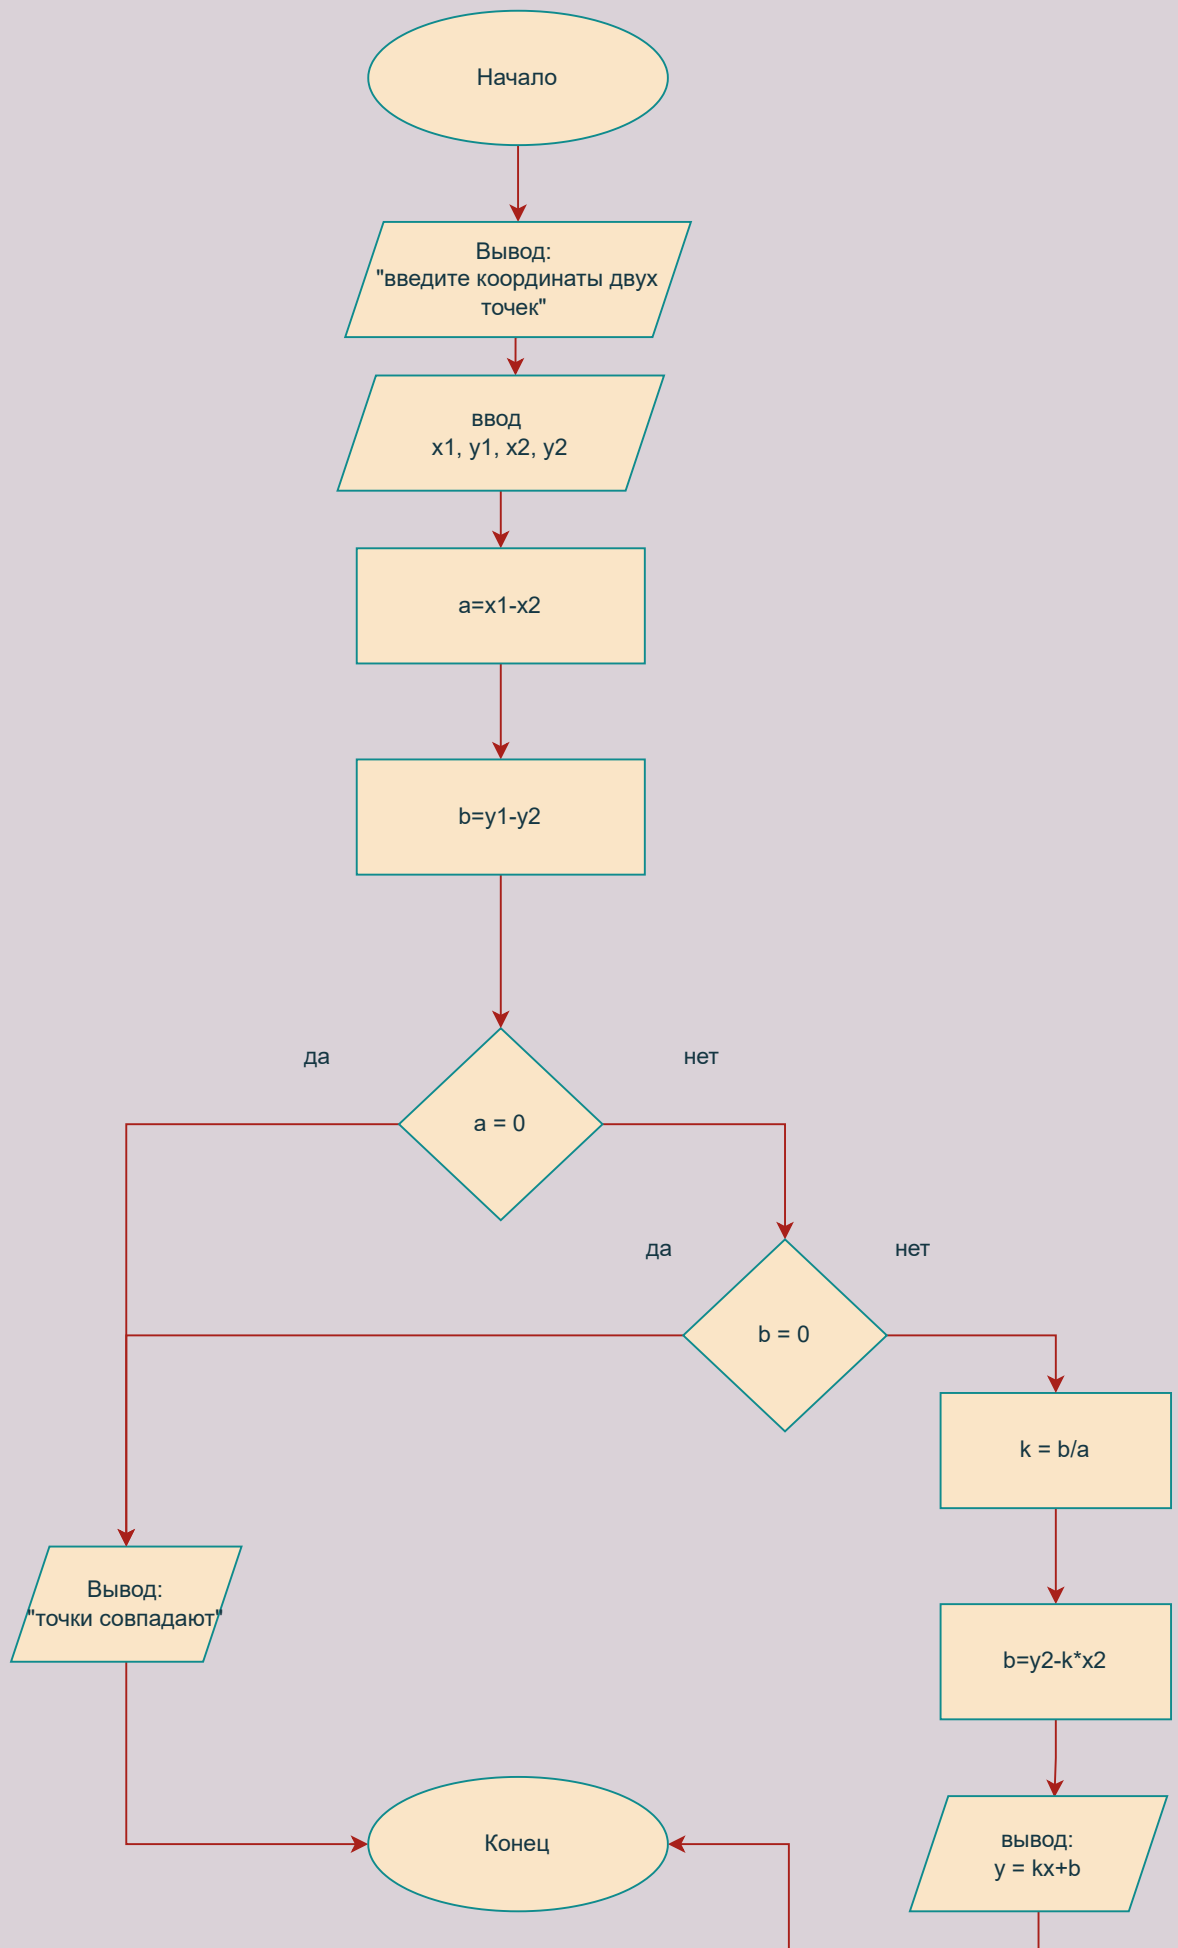 Начало
Вывод:
"введите координаты двух
точек"
ввод
x1, y1, x2, y2
a=x1-x2
b=y1-y2
да
нет
a = 0
да
нет
b = 0
k = b/a
Вывод:
"точки совпадают"
b=y2-k*x2
Конец
вывод:
y = kx+b